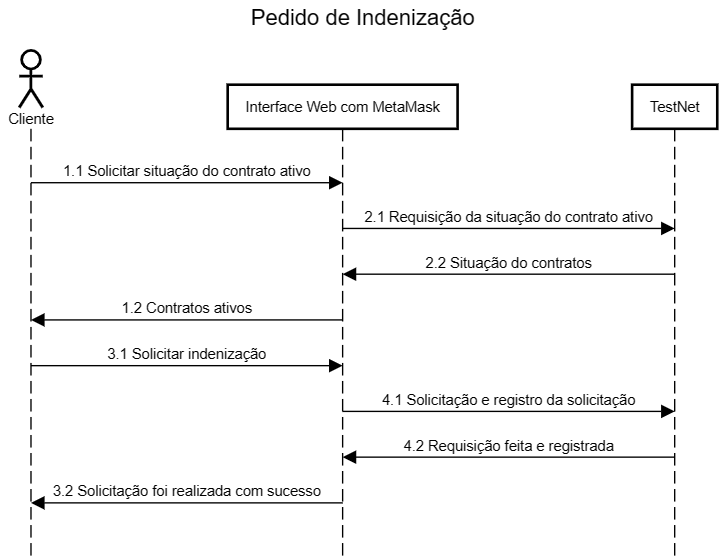 Pedido de Indenização
Cliente
Interface Web com MetaMask
TestNet
1.1 Solicitar situação do contrato ativo
2.1 Requisição da situação do contrato ativo
2.2 Situação do contratos
1.2 Contratos ativos
3.1 Solicitar indenização
4.1 Solicitação e registro da solicitação
4.2 Requisição feita e registrada
3.2 Solicitação foi realizada com sucesso